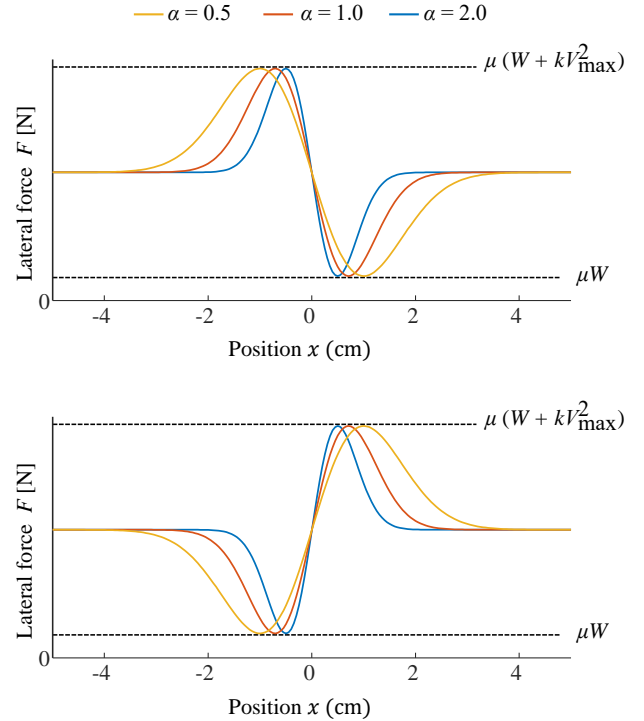 α = 0.5 α = 1.0 α = 2.0
μ (W + kV²max)
Lateral force F [N]
μW
0
-4 -2 0 2 4
Position x (cm)
μ (W + kV²max)
Lateral force F [N]
μW
0
-4 -2 0 2 4
Position x (cm)